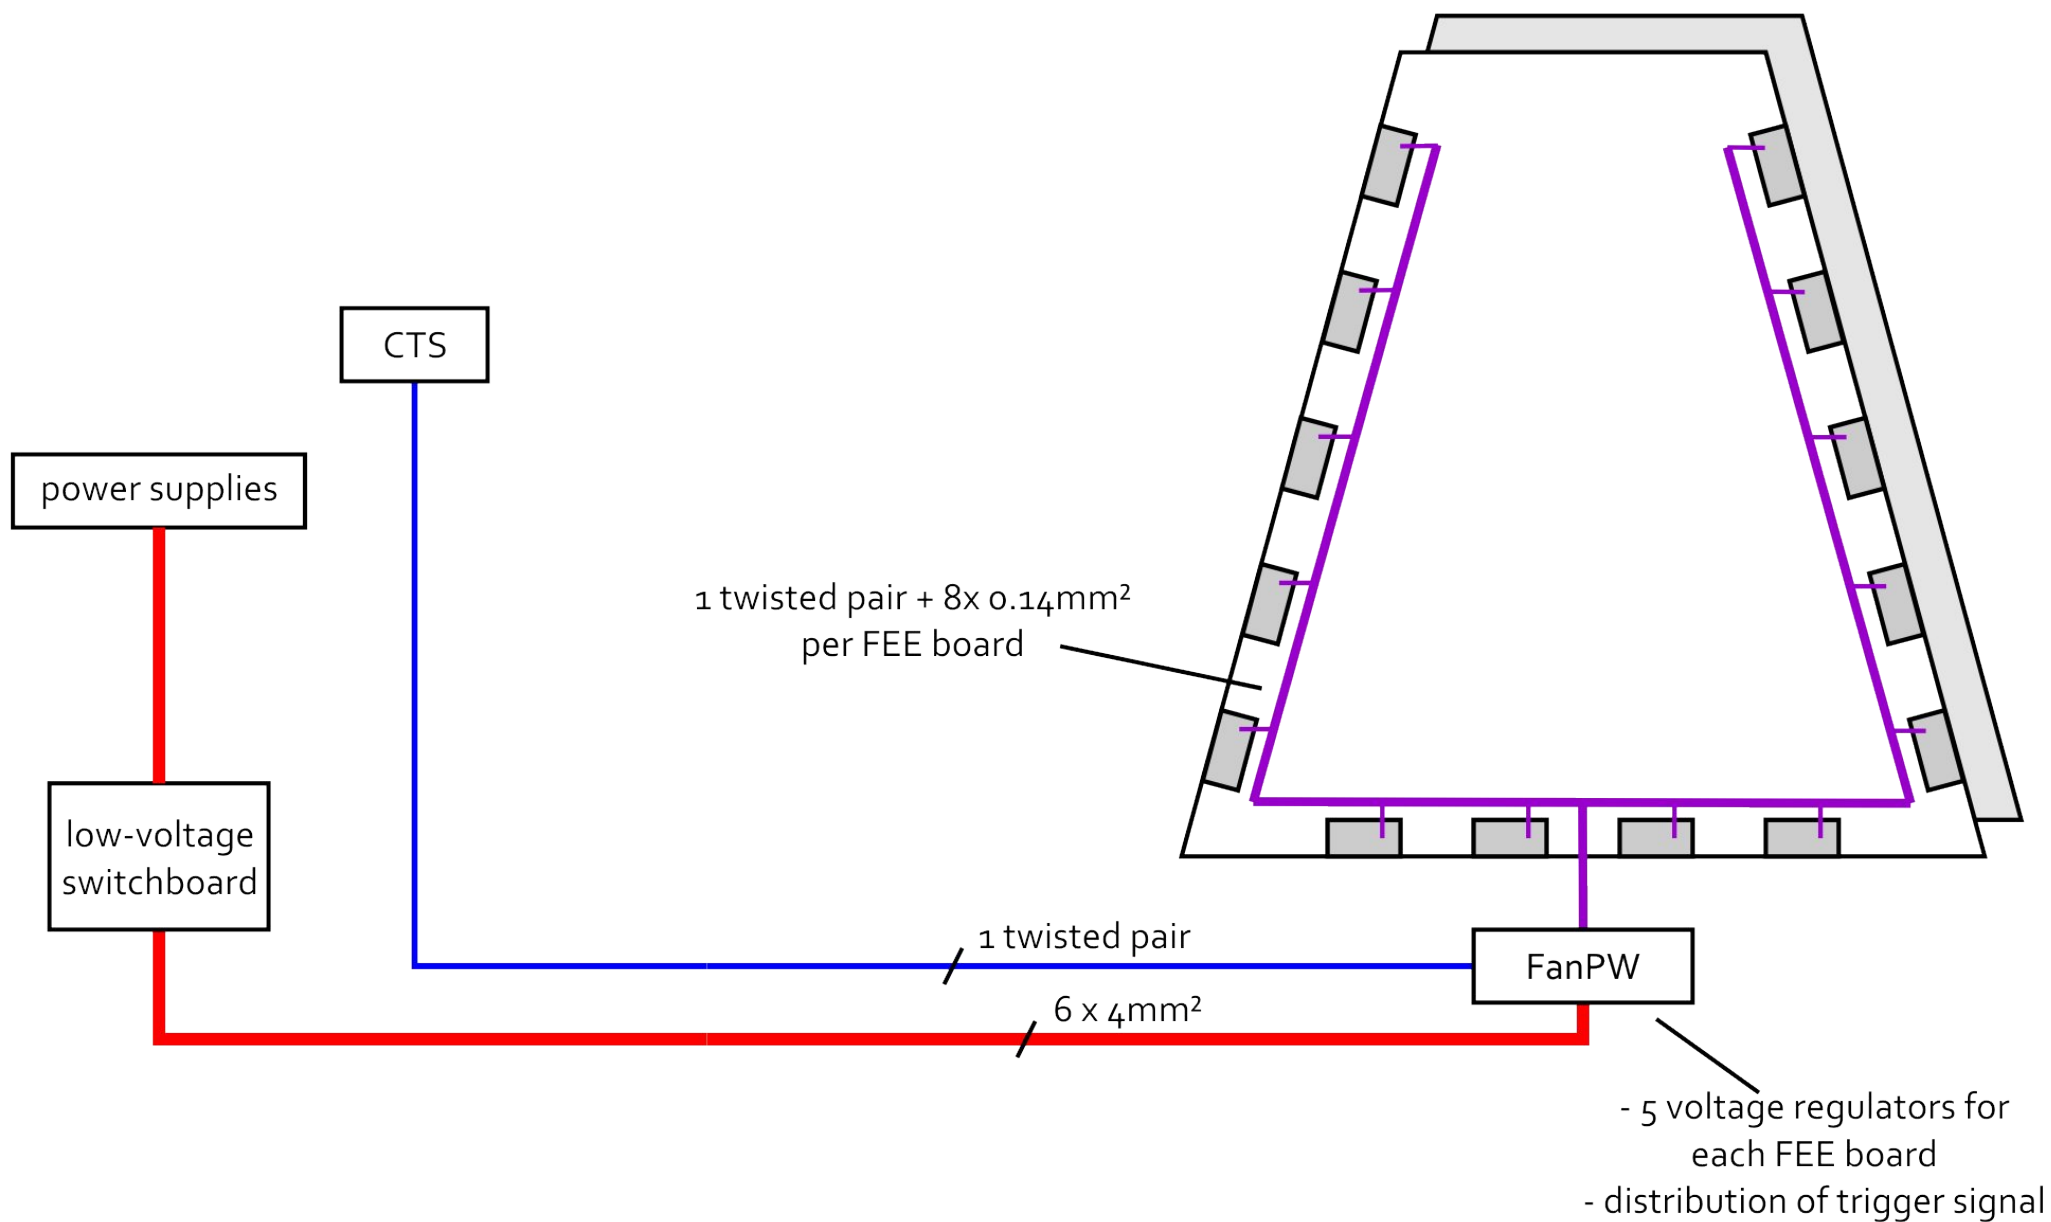 CTS
power supplies
low-voltage
switchboard
1 twisted pair + 8x 0.14mm²
per FEE board
1 twisted pair
6 x 4mm²
FanPW
- 5 voltage regulators for
each FEE board
- distribution of trigger signal